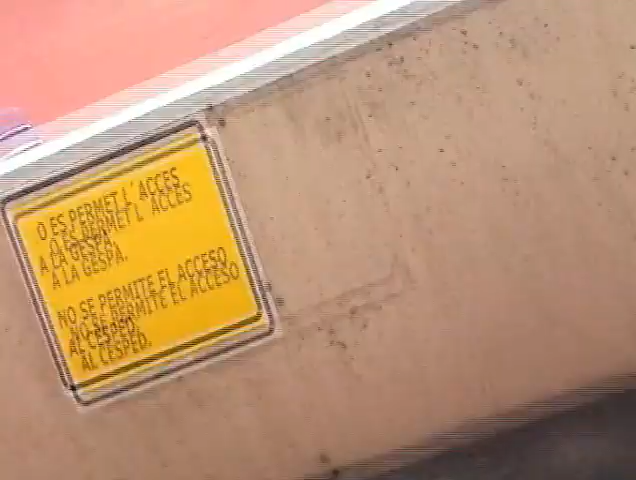 O ES PERMET L'ACCES
A LA GESPA.
NO SE PERMITE EL ACCESO
AL CESPED.